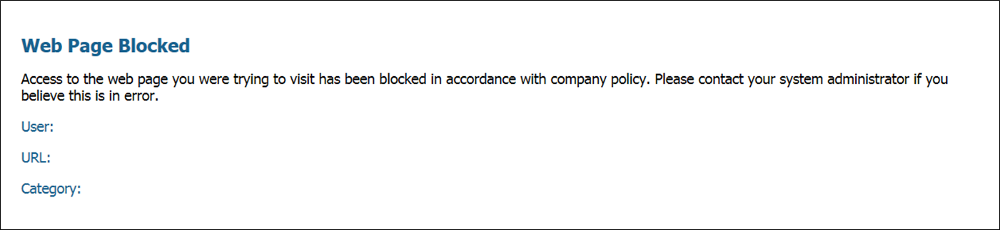 Web Page Blocked
Access to the web page you were trying to visit has been blocked in accordance with company policy. Please contact your system administrator if you
believe this is in error.
User:
URL:
Category: